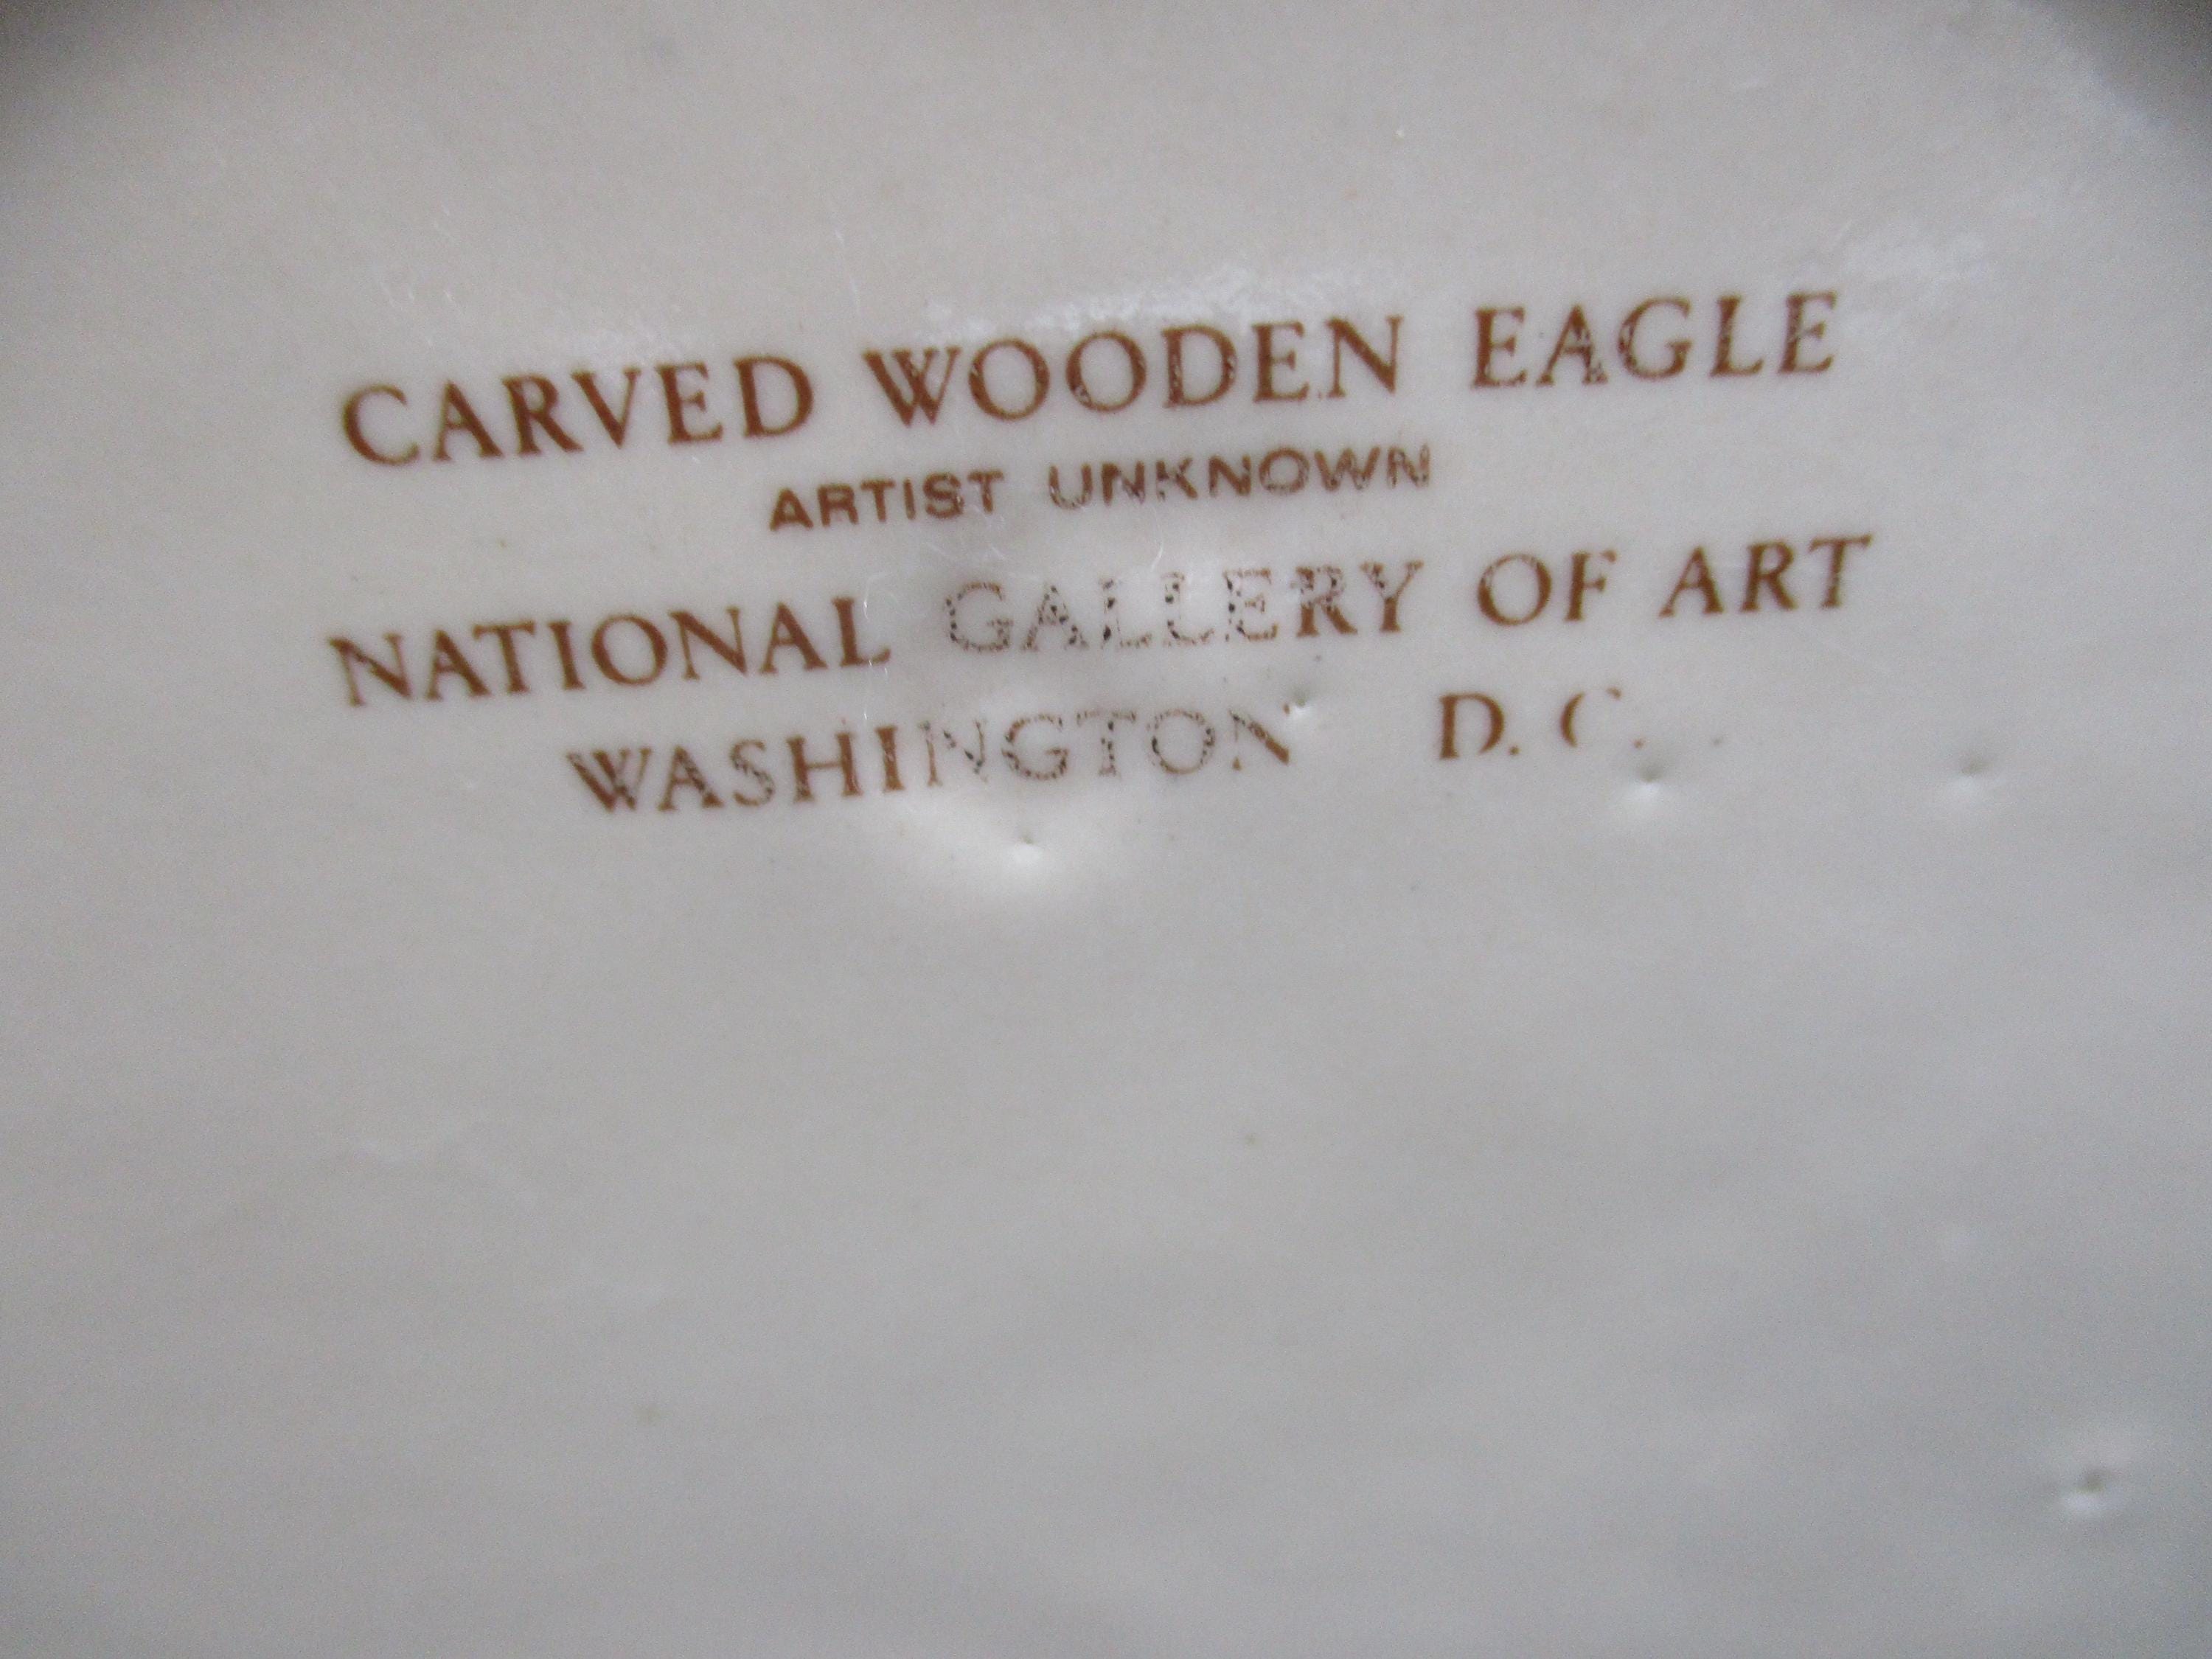 CARVED WOODEN EAGLE
ARTIST UNKNOWN
NATIONAL GALLERY OF ART
WASHINGTON D. C.